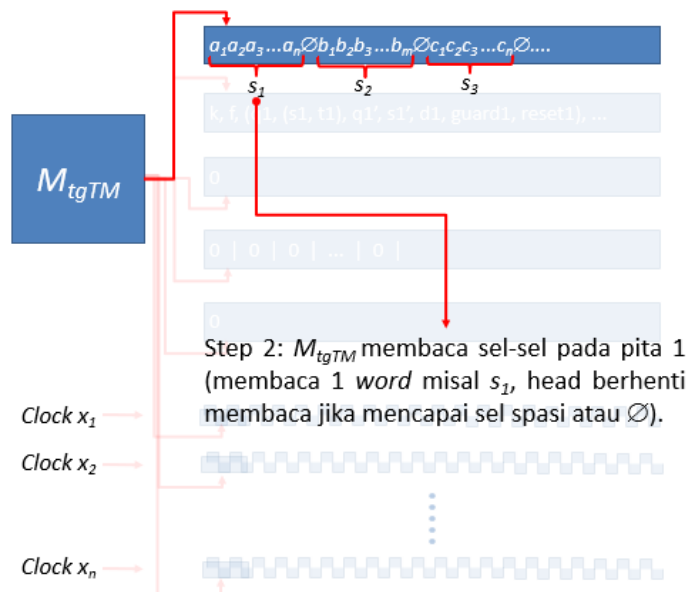 a₁a₂a₃...aₙ∅b₁b₂b₃...bₘ∅c₁c₂c₃...cₙ∅....
s₁ s₂ s₃
k, f, (q1, (s1, t1), q1', s1', d1, guard1, reset1), ...
M_tgTM
0
0 | 0 | 0 | ... | 0 |
0
Step 2: M_tgTM membaca sel-sel pada pita 1
(membaca 1 word misal s₁, head berhenti
membaca jika mencapai sel spasi atau ∅).
Clock x₁
Clock x₂
Clock xₙ